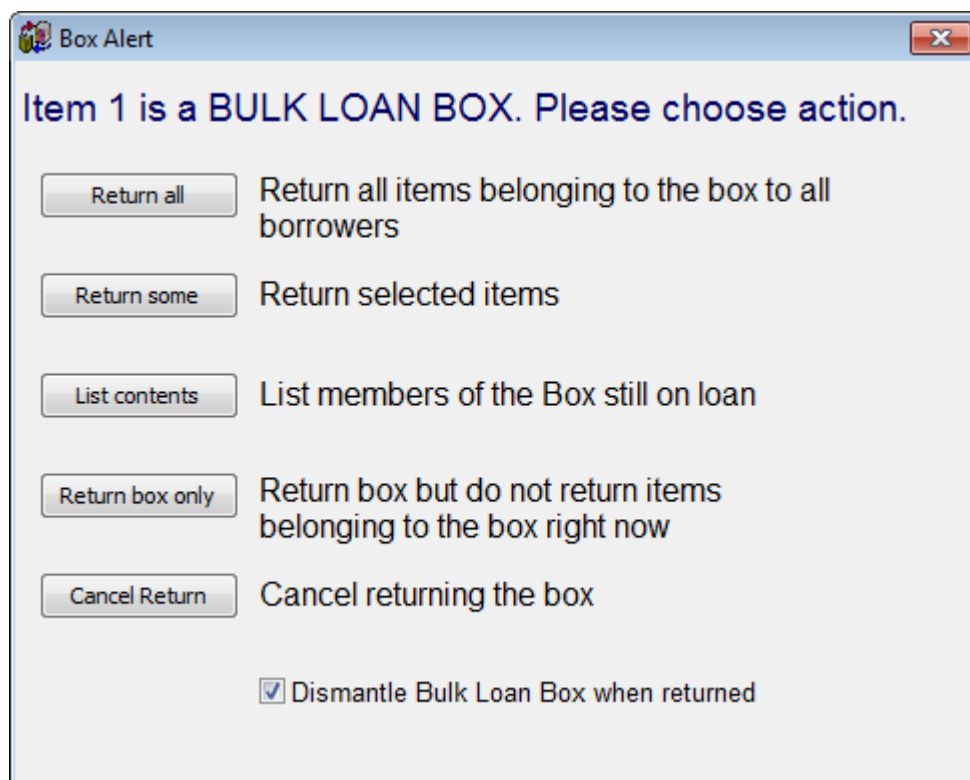 Box Alert
Item 1 is a BULK LOAN BOX. Please choose action.
Return all
Return all items belonging to the box to all
borrowers
Return some
Return selected items
List contents
List members of the Box still on loan
Return box only
Return box but do not return items
belonging to the box right now
Cancel Return
Cancel returning the box
Dismantle Bulk Loan Box when returned